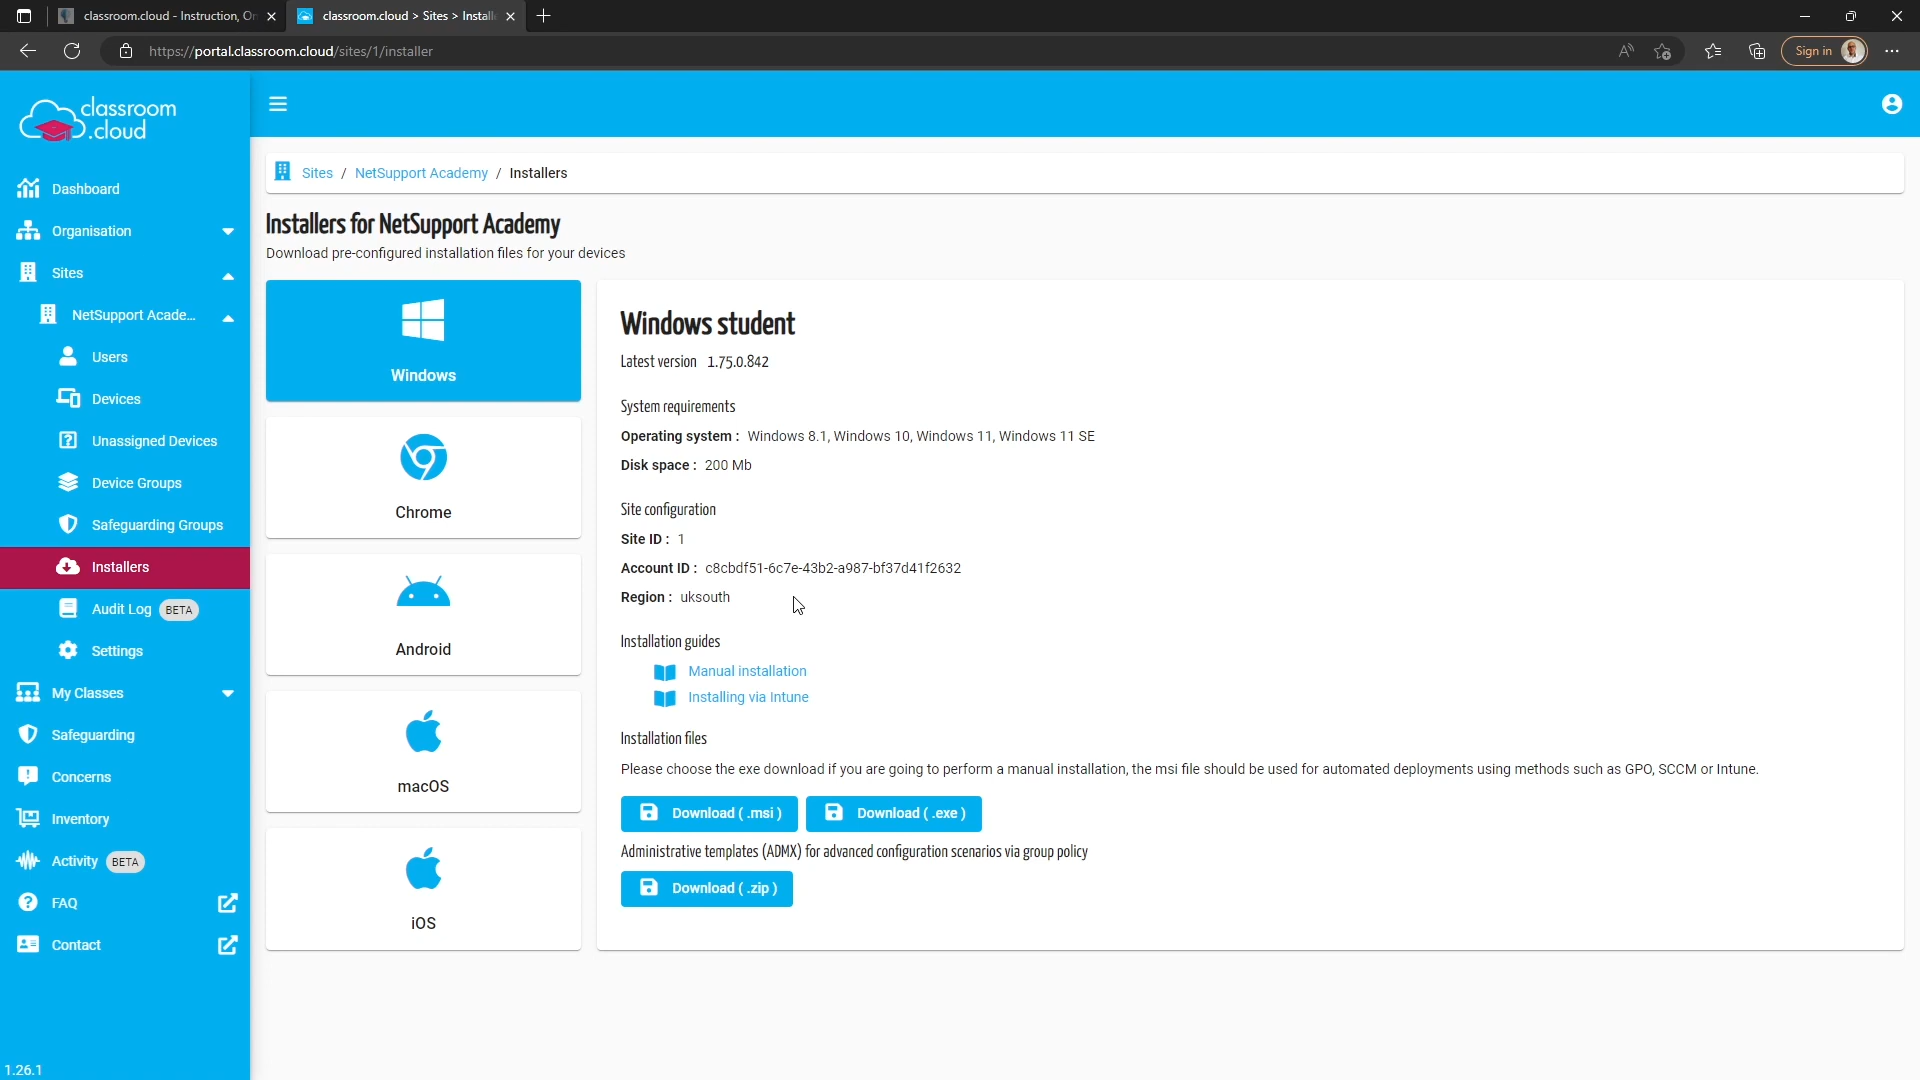 classroom.cloud - Instruction, On
classroom.cloud > Sites > Install
https://portal.classroom.cloud/sites/1/installer
Sign in
classroom
.cloud
Dashboard
Organisation
Sites
NetSupport Acade...
Users
Devices
Unassigned Devices
Device Groups
Safeguarding Groups
Installers
Audit Log BETA
Settings
My Classes
Safeguarding
Concerns
Inventory
Activity BETA
FAQ
Contact
1.26.1
Sites / NetSupport Academy / Installers
Installers for NetSupport Academy
Download pre-configured installation files for your devices
Windows
Chrome
Android
macOS
iOS
Windows student
Latest version 1.75.0.842
System requirements
Operating system : Windows 8.1, Windows 10, Windows 11, Windows 11 SE
Disk space : 200 Mb
Site configuration
Site ID : 1
Account ID : c8cbdf51-6c7e-43b2-a987-bf37d41f2632
Region : uksouth
Installation guides
Manual installation
Installing via Intune
Installation files
Please choose the exe download if you are going to perform a manual installation, the msi file should be used for automated deployments using methods such as GPO, SCCM or Intune.
Download ( .msi ) Download ( .exe )
Administrative templates (ADMX) for advanced configuration scenarios via group policy
Download ( .zip )